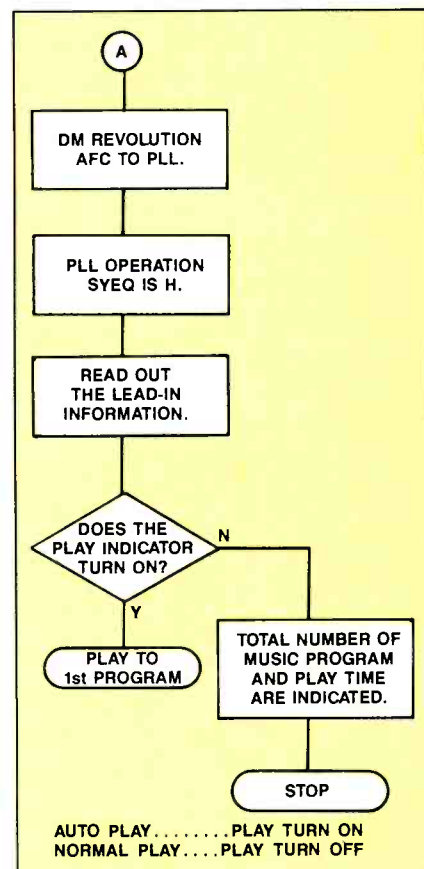 A
DM REVOLUTION
AFC TO PLL.
PLL OPERATION
SYEQ IS H.
READ OUT
THE LEAD-IN
INFORMATION.
DOES THE
PLAY INDICATOR
TURN ON?
N
Y
PLAY TO
1st PROGRAM
TOTAL NUMBER OF
MUSIC PROGRAM
AND PLAY TIME
ARE INDICATED.
STOP
AUTO PLAY........PLAY TURN ON
NORMAL PLAY....PLAY TURN OFF